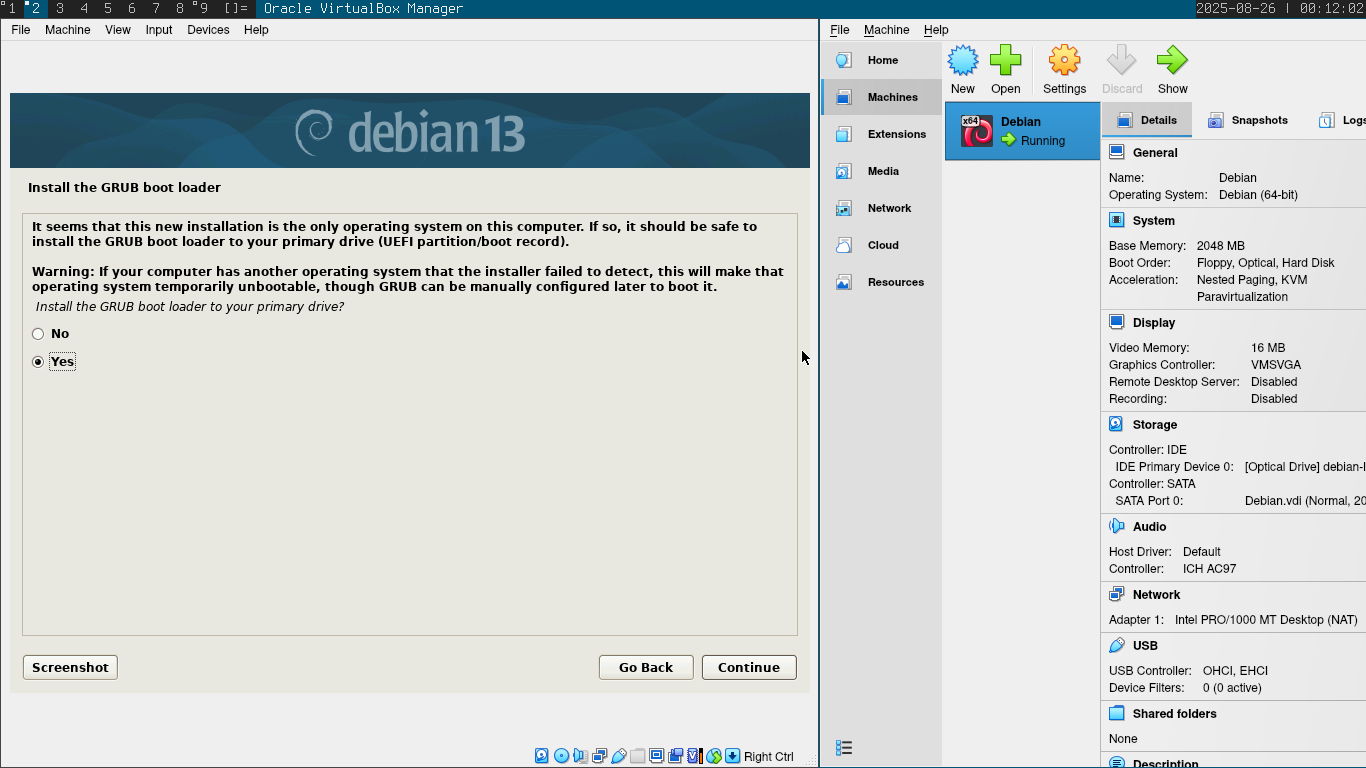 1 2 3 4 5 6 7 8 9 []= Oracle VirtualBox Manager 2025-08-26 | 00:12:02
File Machine View Input Devices Help
debian 13
Install the GRUB boot loader
It seems that this new installation is the only operating system on this computer. If so, it should be safe to
install the GRUB boot loader to your primary drive (UEFI partition/boot record).
Warning: If your computer has another operating system that the installer failed to detect, this will make that
operating system temporarily unbootable, though GRUB can be manually configured later to boot it.
Install the GRUB boot loader to your primary drive?
No
Yes
Screenshot Go Back Continue
Right Ctrl
File Machine Help
Home
Machines
Extensions
Media
Network
Cloud
Resources
New Open Settings Discard Show
x64 Debian
Running
Details Snapshots Logs
General
Name: Debian
Operating System: Debian (64-bit)
System
Base Memory: 2048 MB
Boot Order: Floppy, Optical, Hard Disk
Acceleration: Nested Paging, KVM
Paravirtualization
Display
Video Memory: 16 MB
Graphics Controller: VMSVGA
Remote Desktop Server: Disabled
Recording: Disabled
Storage
Controller: IDE
IDE Primary Device 0: [Optical Drive] debian-
Controller: SATA
SATA Port 0: Debian.vdi (Normal, 20
Audio
Host Driver: Default
Controller: ICH AC97
Network
Adapter 1: Intel PRO/1000 MT Desktop (NAT)
USB
USB Controller: OHCI, EHCI
Device Filters: 0 (0 active)
Shared folders
None
Description